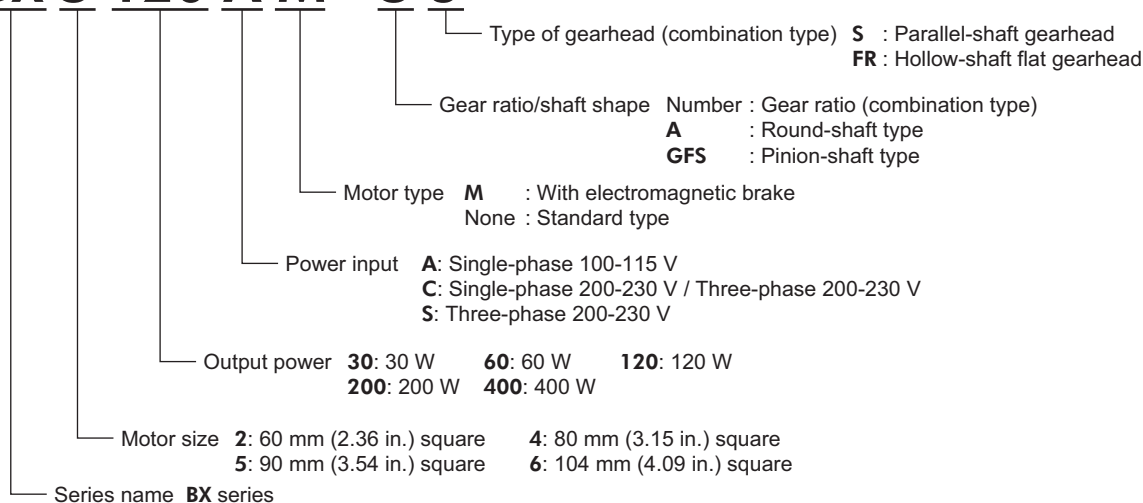 Type of gearhead (combination type) S : Parallel-shaft gearhead
FR : Hollow-shaft flat gearhead
Gear ratio/shaft shape Number : Gear ratio (combination type)
A : Round-shaft type
GFS : Pinion-shaft type
Motor type M : With electromagnetic brake
None : Standard type
Power input A: Single-phase 100-115 V
C: Single-phase 200-230 V / Three-phase 200-230 V
S: Three-phase 200-230 V
Output power 30: 30 W 60: 60 W 120: 120 W
200: 200 W 400: 400 W
Motor size 2: 60 mm (2.36 in.) square 4: 80 mm (3.15 in.) square
5: 90 mm (3.54 in.) square 6: 104 mm (4.09 in.) square
Series name BX series